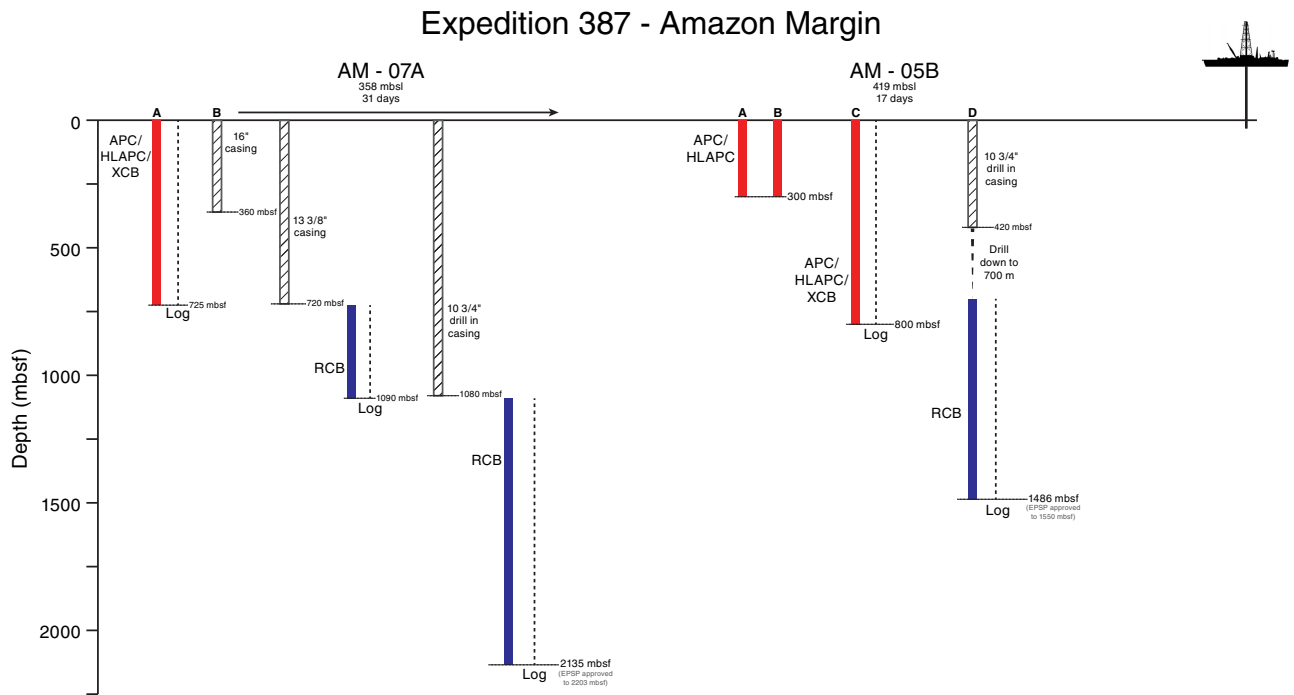 Expedition 387 - Amazon Margin
AM - 07A
358 mbsl
31 days
AM - 05B
419 mbsl
17 days
A
B
A
B
C
D
Depth (mbsf)
0
500
1000
1500
2000
APC/
HLAPC/
XCB
725 mbsf
Log
16"
casing
360 mbsf
13 3/8"
casing
720 mbsf
RCB
1090 mbsf
Log
10 3/4"
drill in
casing
1080 mbsf
RCB
2135 mbsf
(EPSP approved
to 2203 mbsf)
Log
APC/
HLAPC
300 mbsf
APC/
HLAPC/
XCB
800 mbsf
Log
10 3/4"
drill in
casing
420 mbsf
Drill
down to
700 m
RCB
1486 mbsf
(EPSP approved
to 1550 mbsf)
Log